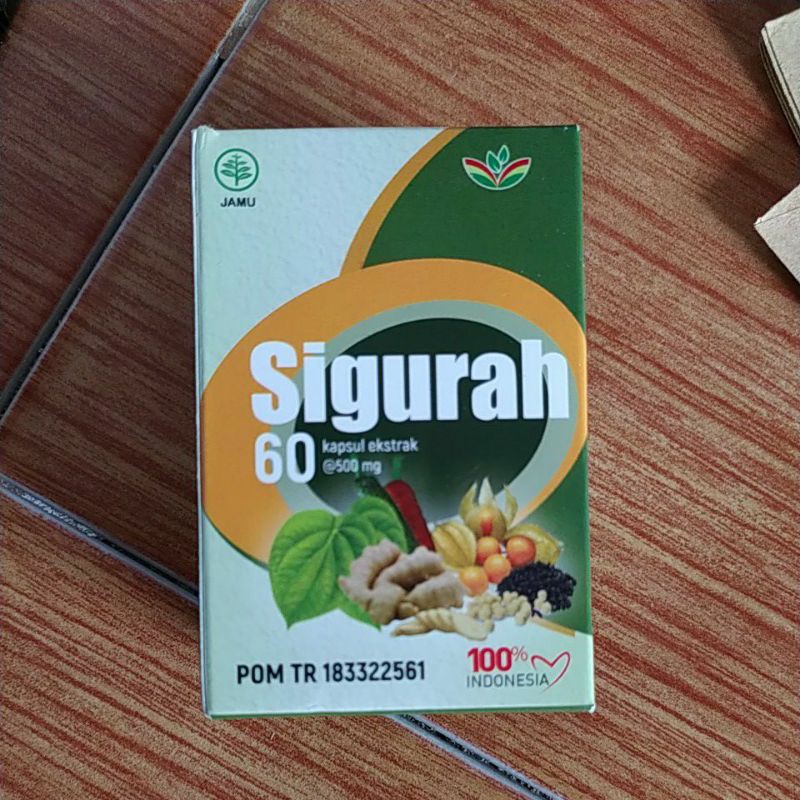 JAMU
Sigurah
60 kapsul ekstrak
@500 mg
POM TR 183322561
100%
INDONESIA